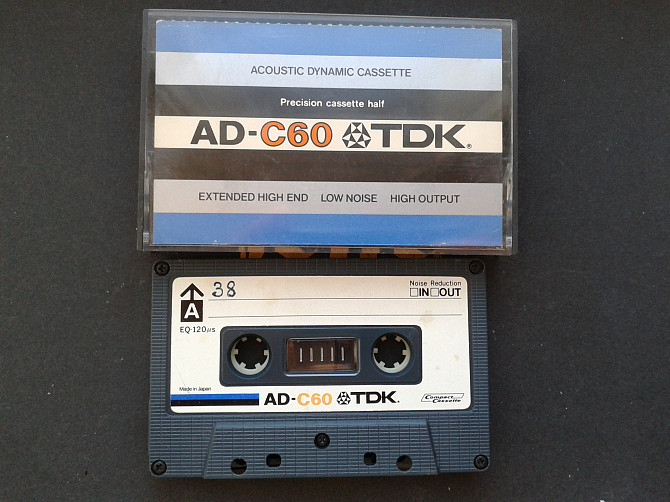 ACOUSTIC DYNAMIC CASSETTE
Precision cassette half
AD-C60 TDK®
EXTENDED HIGH END LOW NOISE HIGH OUTPUT
38
Noise Reduction
□IN□OUT
A
EQ-120µs
Made in Japan
AD-C60 TDK.
Compact Cassette